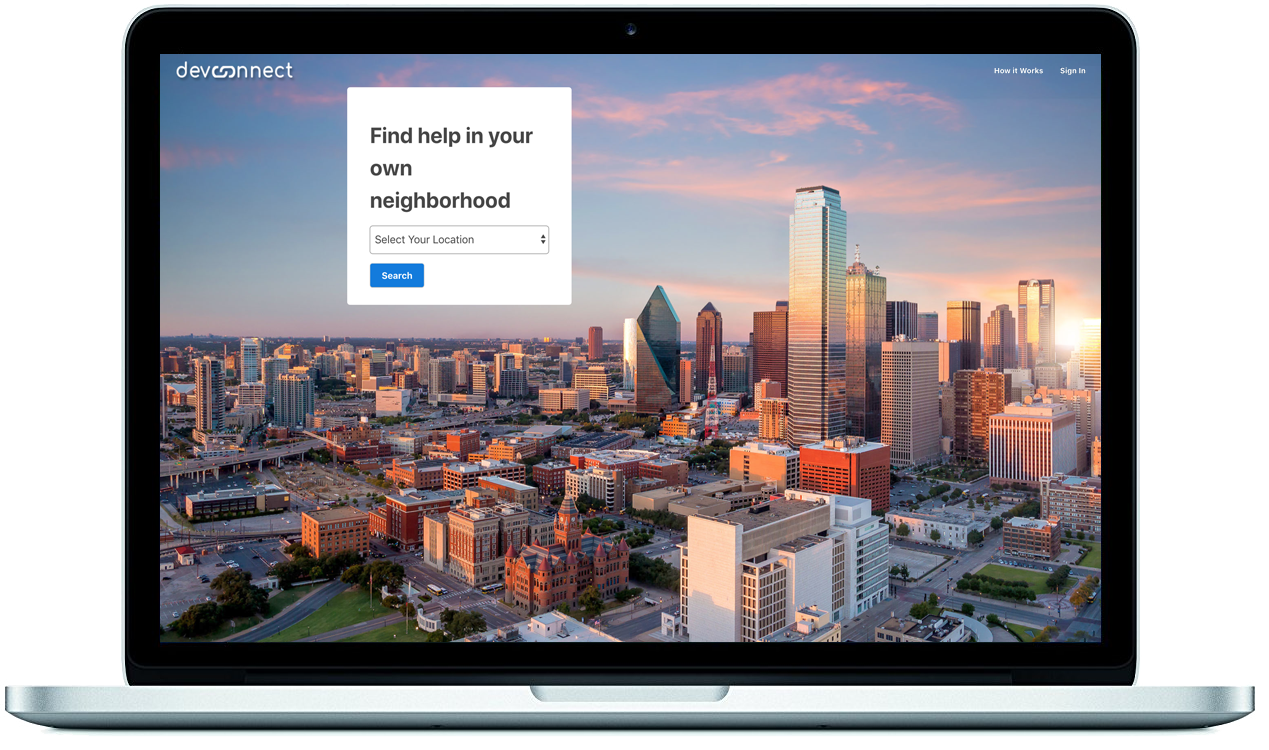 devconnect
How it Works
Sign In
Find help in your
own
neighborhood
Select Your Location
Search